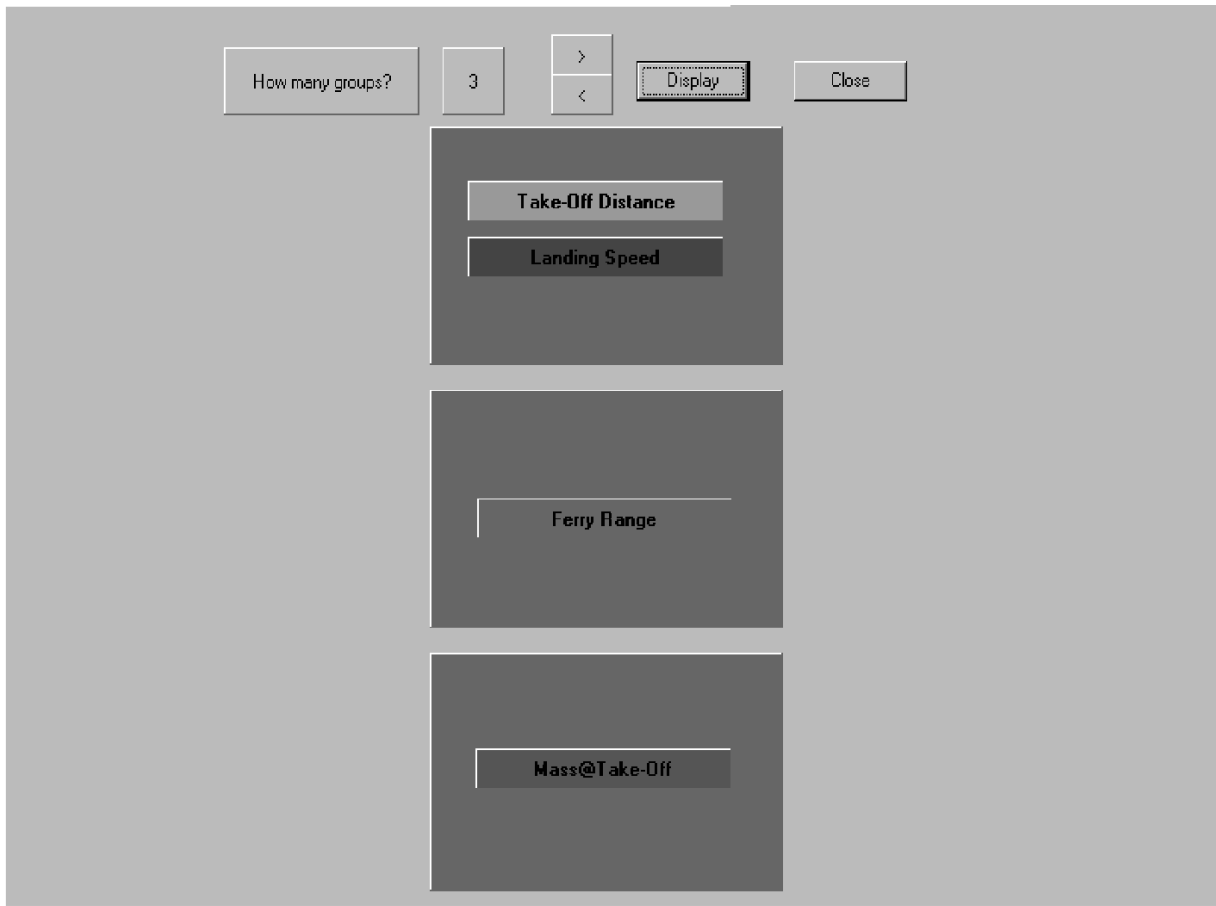 How many groups?
3
>
<
Display
Close
Take-Off Distance
Landing Speed
Ferry Range
Mass@Take-Off